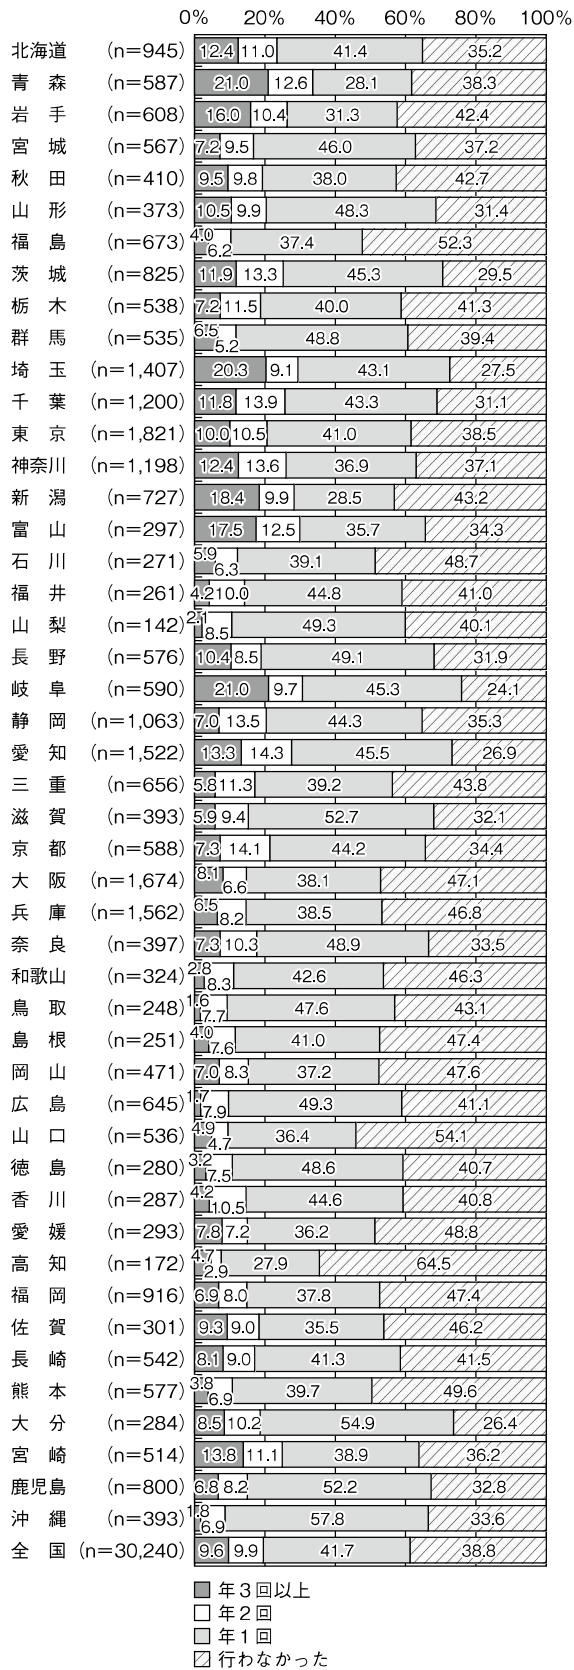 0% 20% 40% 60% 80% 100%
北海道 (n=945) 12.4 11.0 41.4 35.2
青森 (n=587) 21.0 12.6 28.1 38.3
岩手 (n=608) 16.0 10.4 31.3 42.4
宮城 (n=567) 7.2 9.5 46.0 37.2
秋田 (n=410) 9.5 9.8 38.0 42.7
山形 (n=373) 10.5 9.9 48.3 31.4
福島 (n=673) 4.0 6.2 37.4 52.3
茨城 (n=825) 11.9 13.3 45.3 29.5
栃木 (n=538) 7.2 11.5 40.0 41.3
群馬 (n=535) 6.5 5.2 48.8 39.4
埼玉 (n=1,407) 20.3 9.1 43.1 27.5
千葉 (n=1,200) 11.8 13.9 43.3 31.1
東京 (n=1,821) 10.0 10.5 41.0 38.5
神奈川 (n=1,198) 12.4 13.6 36.9 37.1
新潟 (n=727) 18.4 9.9 28.5 43.2
富山 (n=297) 17.5 12.5 35.7 34.3
石川 (n=271) 5.9 6.3 39.1 48.7
福井 (n=261) 4.2 10.0 44.8 41.0
山梨 (n=142) 2.1 8.5 49.3 40.1
長野 (n=576) 10.4 8.5 49.1 31.9
岐阜 (n=590) 21.0 9.7 45.3 24.1
静岡 (n=1,063) 7.0 13.5 44.3 35.3
愛知 (n=1,522) 13.3 14.3 45.5 26.9
三重 (n=656) 5.8 11.3 39.2 43.8
滋賀 (n=393) 5.9 9.4 52.7 32.1
京都 (n=588) 7.3 14.1 44.2 34.4
大阪 (n=1,674) 8.1 6.6 38.1 47.1
兵庫 (n=1,562) 6.5 8.2 38.5 46.8
奈良 (n=397) 7.3 10.3 48.9 33.5
和歌山 (n=324) 2.8 8.3 42.6 46.3
鳥取 (n=248) 1.6 7.7 47.6 43.1
島根 (n=251) 4.0 7.6 41.0 47.4
岡山 (n=471) 7.0 8.3 37.2 47.6
広島 (n=645) 1.7 7.9 49.3 41.1
山口 (n=536) 4.9 4.7 36.4 54.1
徳島 (n=280) 3.2 7.5 48.6 40.7
香川 (n=287) 4.2 10.5 44.6 40.8
愛媛 (n=293) 7.8 7.2 36.2 48.8
高知 (n=172) 4.7 2.9 27.9 64.5
福岡 (n=916) 6.9 8.0 37.8 47.4
佐賀 (n=301) 9.3 9.0 35.5 46.2
長崎 (n=542) 8.1 9.0 41.3 41.5
熊本 (n=577) 3.8 6.9 39.7 49.6
大分 (n=284) 8.5 10.2 54.9 26.4
宮崎 (n=514) 13.8 11.1 38.9 36.2
鹿児島 (n=800) 6.8 8.2 52.2 32.8
沖縄 (n=393) 1.8 6.9 57.8 33.6
全国 (n=30,240) 9.6 9.9 41.7 38.8
年3回以上
年2回
年1回
行わなかった